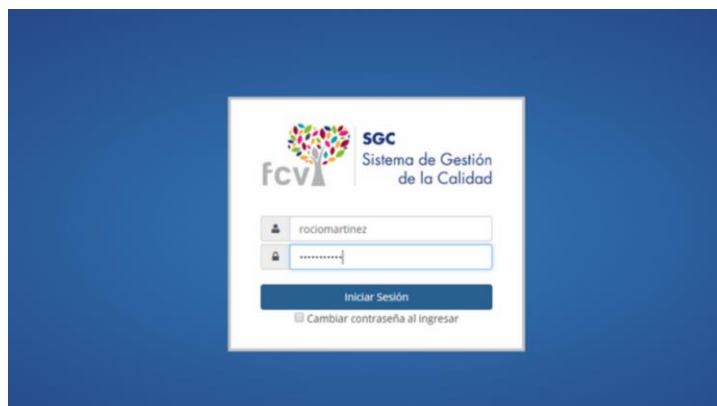 fcv
SGC
Sistema de Gestión
de la Calidad
rociomartinez
•••••••••••
Iniciar Sesión
Cambiar contraseña al ingresar